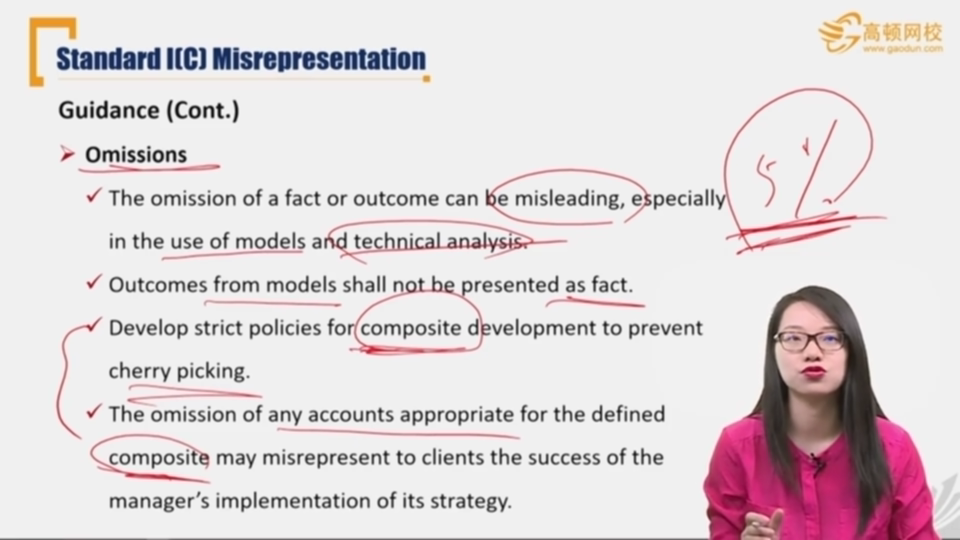 高顿网校
www.gaodun.com
Standard I(C) Misrepresentation
Guidance (Cont.)
Omissions
The omission of a fact or outcome can be misleading, especially
in the use of models and technical analysis.
Outcomes from models shall not be presented as fact.
Develop strict policies for composite development to prevent
cherry picking.
The omission of any accounts appropriate for the defined
composite may misrepresent to clients the success of the
manager's implementation of its strategy.
5%